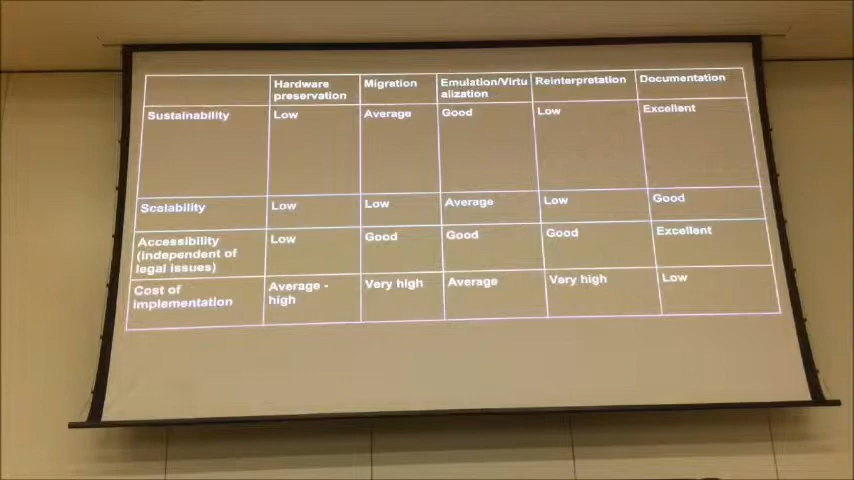 Hardware preservation Migration Emulation/Virtu alization Reinterpretation Documentation
Sustainability Low Average Good Low Excellent
Scalability Low Low Average Low Good
Accessibility (independent of legal issues) Low Good Good Good Excellent
Cost of implementation Average - high Very high Average Very high Low